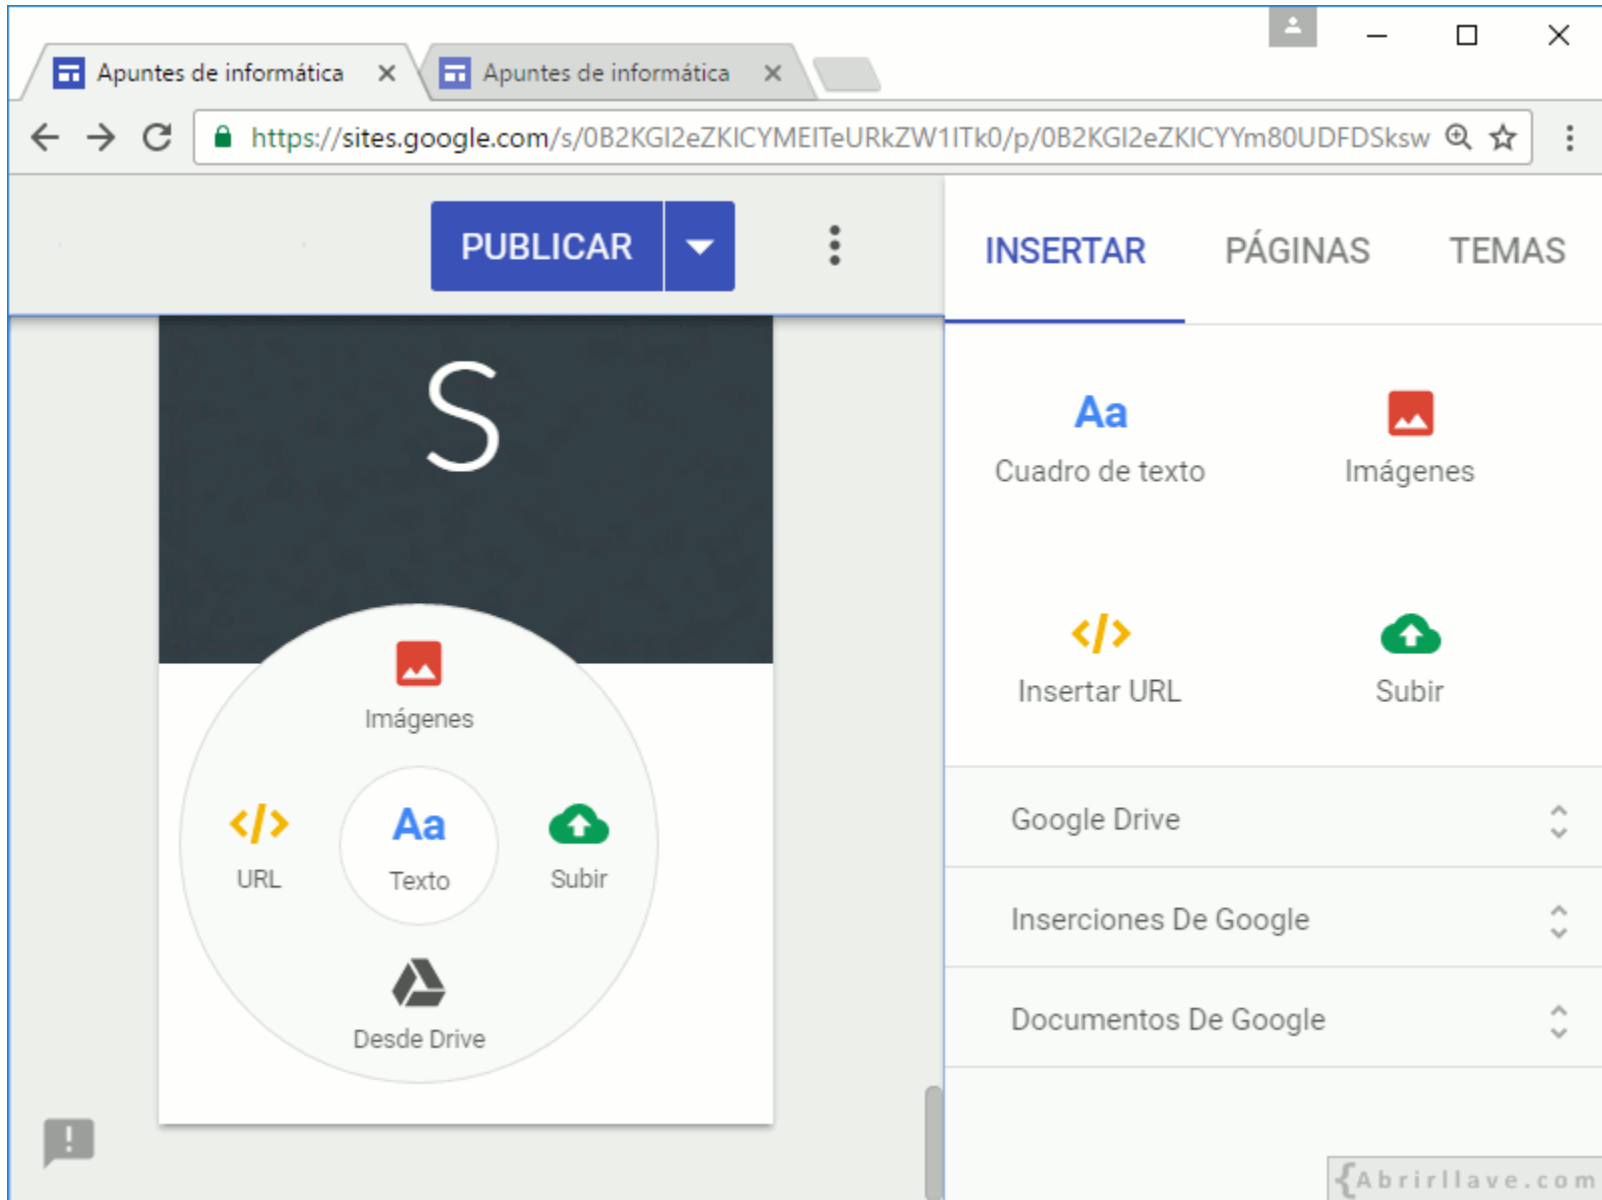 Apuntes de informática
Apuntes de informática
https://sites.google.com/s/0B2KGI2eZKICYMEITeURkZW1ITk0/p/0B2KGI2eZKICYYm80UDFDSksw
PUBLICAR
INSERTAR
PÁGINAS
TEMAS
S
Aa
Cuadro de texto
Imágenes
</>
Insertar URL
Subir
Imágenes
</>
URL
Aa
Texto
Subir
Desde Drive
Google Drive
Inserciones De Google
Documentos De Google
{Abrirllave.com